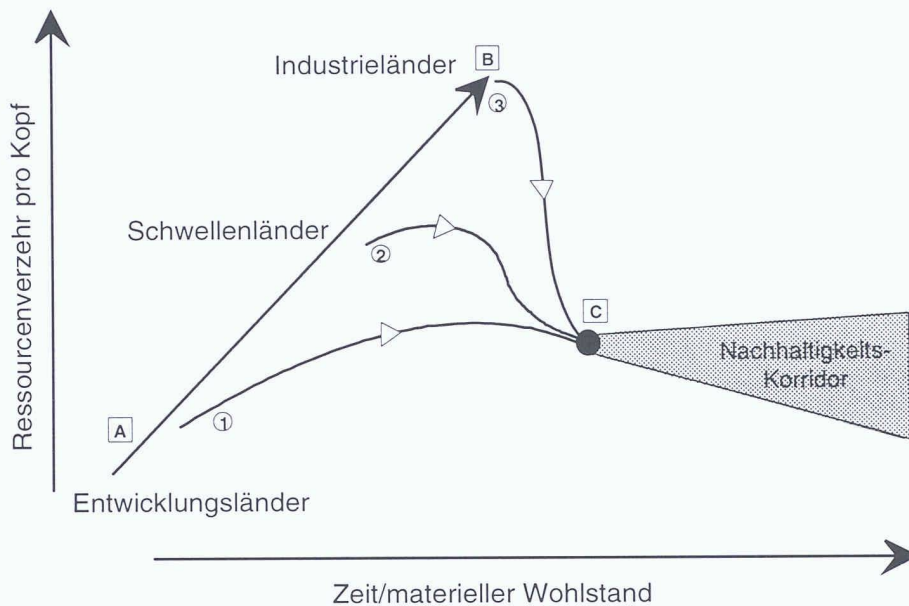 Ressourcenverzehr pro Kopf
B
Industrieländer
3
Schwellenländer
2
C
Nachhaltigkeits-
Korridor
A
1
Entwicklungsländer
Zeit/materieller Wohlstand